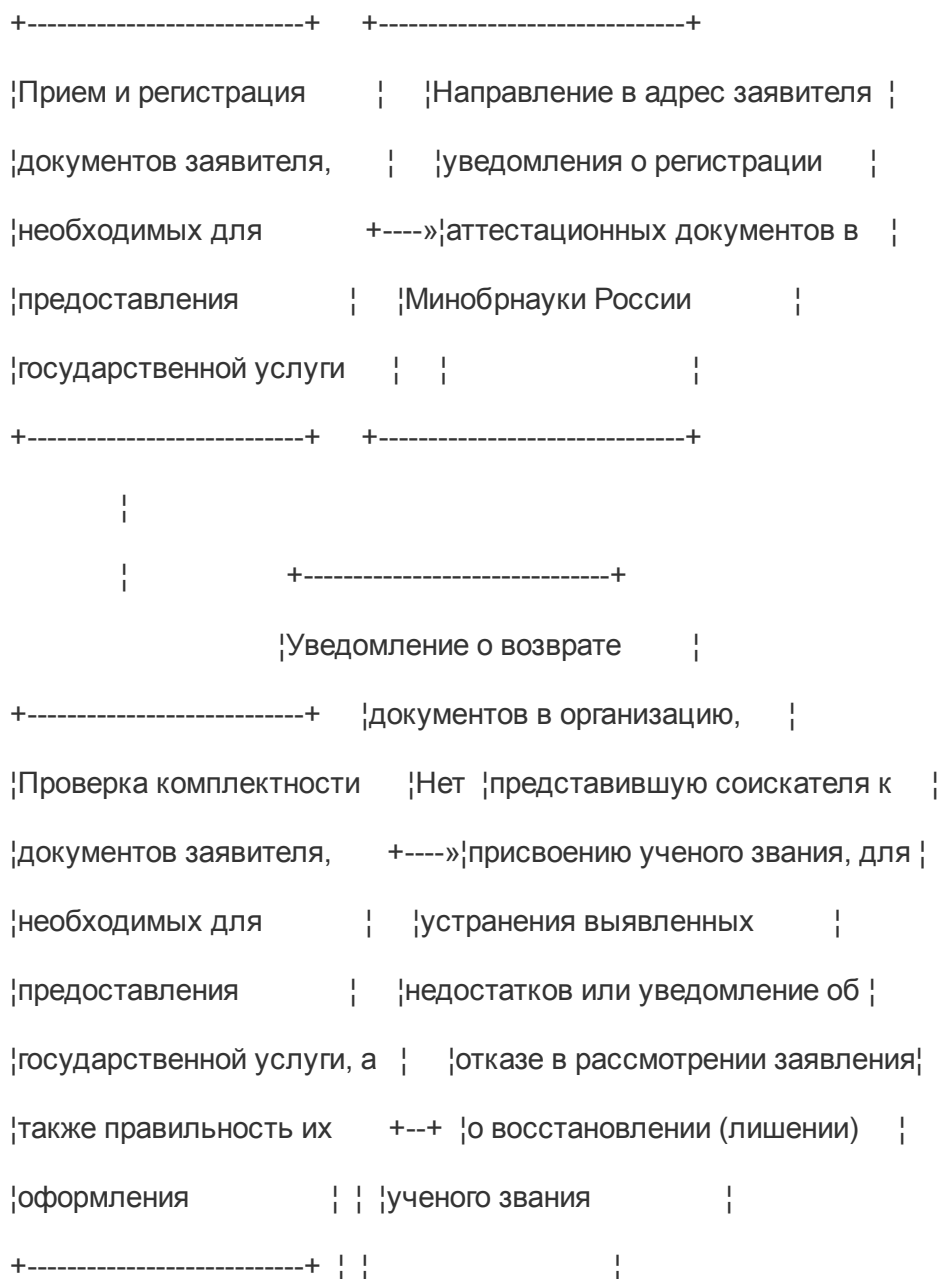 +----------------------------+ +-------------------------------+
¦Прием и регистрация ¦ ¦Направление в адрес заявителя ¦
¦документов заявителя, ¦ ¦уведомления о регистрации ¦
¦необходимых для +----»¦аттестационных документов в ¦
¦предоставления ¦ ¦Минобрнауки России ¦
¦государственной услуги ¦ ¦ ¦
+----------------------------+ +-------------------------------+
¦
¦ +-------------------------------+
¦Уведомление о возврате ¦
+----------------------------+ ¦документов в организацию, ¦
¦Проверка комплектности ¦Нет ¦представившую соискателя к ¦
¦документов заявителя, +----»¦присвоению ученого звания, для ¦
¦необходимых для ¦ ¦устранения выявленных ¦
¦предоставления ¦ ¦недостатков или уведомление об ¦
¦государственной услуги, а ¦ ¦отказе в рассмотрении заявления¦
¦также правильность их +--+ ¦о восстановлении (лишении) ¦
¦оформления ¦ ¦ ¦ученого звания ¦
+----------------------------+ ¦ ¦ ¦